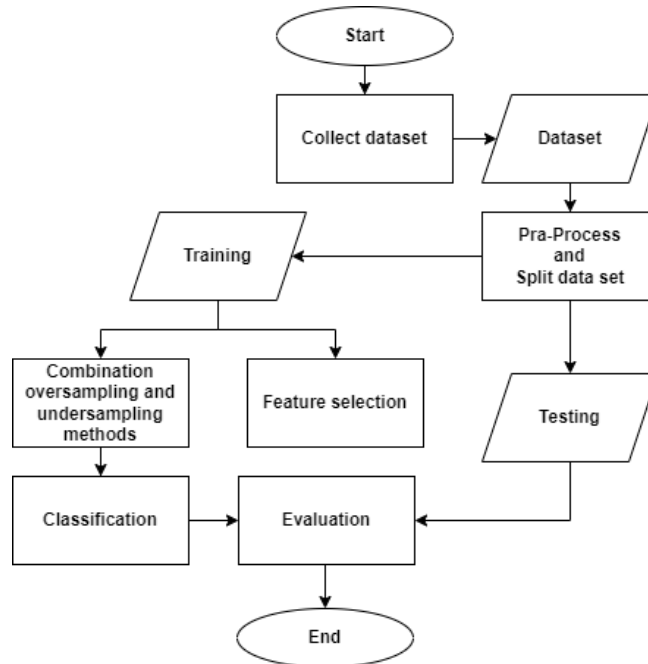 Start
Collect dataset
Dataset
Pra-Process
and
Split data set
Training
Combination
oversampling and
undersampling
methods
Feature selection
Testing
Classification
Evaluation
End